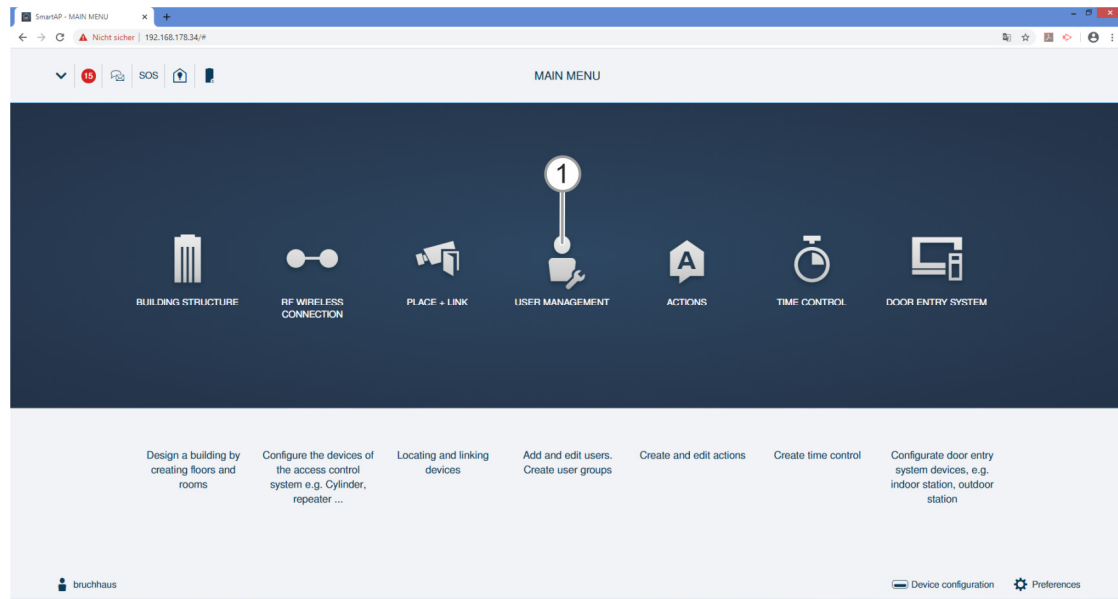 SmartAP - MAIN MENU
Nicht sicher | 192.168.178.34/#
15 SOS MAIN MENU
1
BUILDING STRUCTURE
RF WIRELESS
CONNECTION
PLACE + LINK
USER MANAGEMENT
A
ACTIONS
TIME CONTROL
DOOR ENTRY SYSTEM
Design a building by
creating floors and
rooms
Configure the devices of
the access control
system e.g. Cylinder,
repeater ...
Locating and linking
devices
Add and edit users.
Create user groups
Create and edit actions
Create time control
Configurate door entry
system devices, e.g.
indoor station, outdoor
station
bruchhaus
Device configuration
Preferences